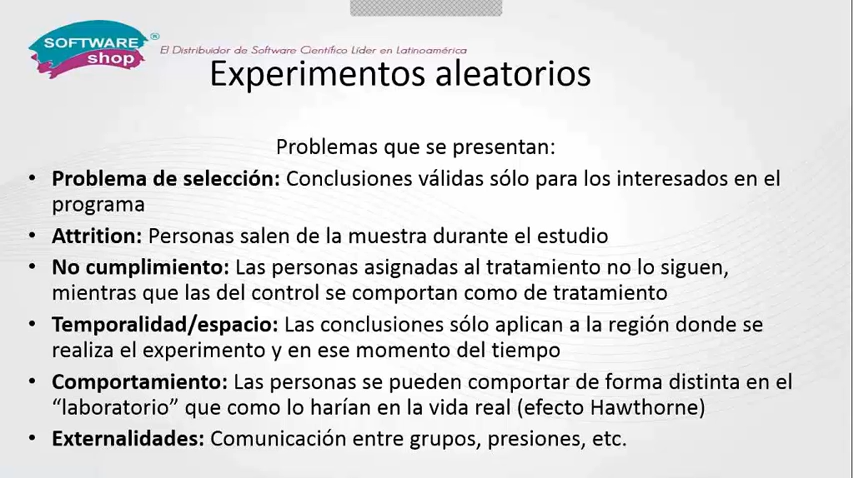 SOFTWARE
shop
®
El Distribuidor de Software Científico Líder en Latinoamérica
Experimentos aleatorios
Problemas que se presentan:
• Problema de selección: Conclusiones válidas sólo para los interesados en el
programa
• Attrition: Personas salen de la muestra durante el estudio
• No cumplimiento: Las personas asignadas al tratamiento no lo siguen,
mientras que las del control se comportan como de tratamiento
• Temporalidad/espacio: Las conclusiones sólo aplican a la región donde se
realiza el experimento y en ese momento del tiempo
• Comportamiento: Las personas se pueden comportar de forma distinta en el
“laboratorio” que como lo harían en la vida real (efecto Hawthorne)
• Externalidades: Comunicación entre grupos, presiones, etc.